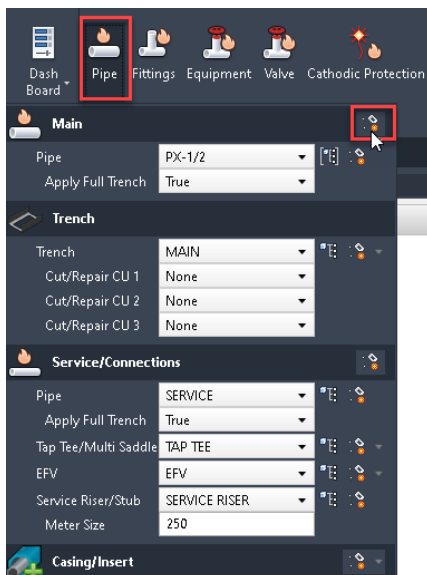 Dash Board
Pipe
Fittings
Equipment
Valve
Cathodic Protection
Main
Pipe PX-1/2
Apply Full Trench True
Trench
Trench MAIN
Cut/Repair CU 1 None
Cut/Repair CU 2 None
Cut/Repair CU 3 None
Service/Connections
Pipe SERVICE
Apply Full Trench True
Tap Tee/Multi Saddle TAP TEE
EFV EFV
Service Riser/Stub SERVICE RISER
Meter Size 250
Casing/Insert